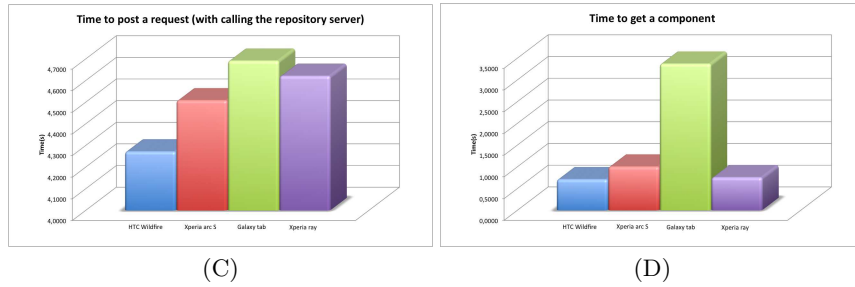 Time to post a request (with calling the repository server)
4,7000
4,6000
4,5000
4,4000
4,3000
4,2000
4,1000
4,0000
Time(s)
HTC Wildfire Xperia arc S Galaxy tab Xperia ray
(C)
Time to get a component
3,5000
3,0000
2,5000
2,0000
1,5000
1,0000
0,5000
0,0000
Time(s)
HTC Wildfire Xperia arc S Galaxy tab Xperia ray
(D)